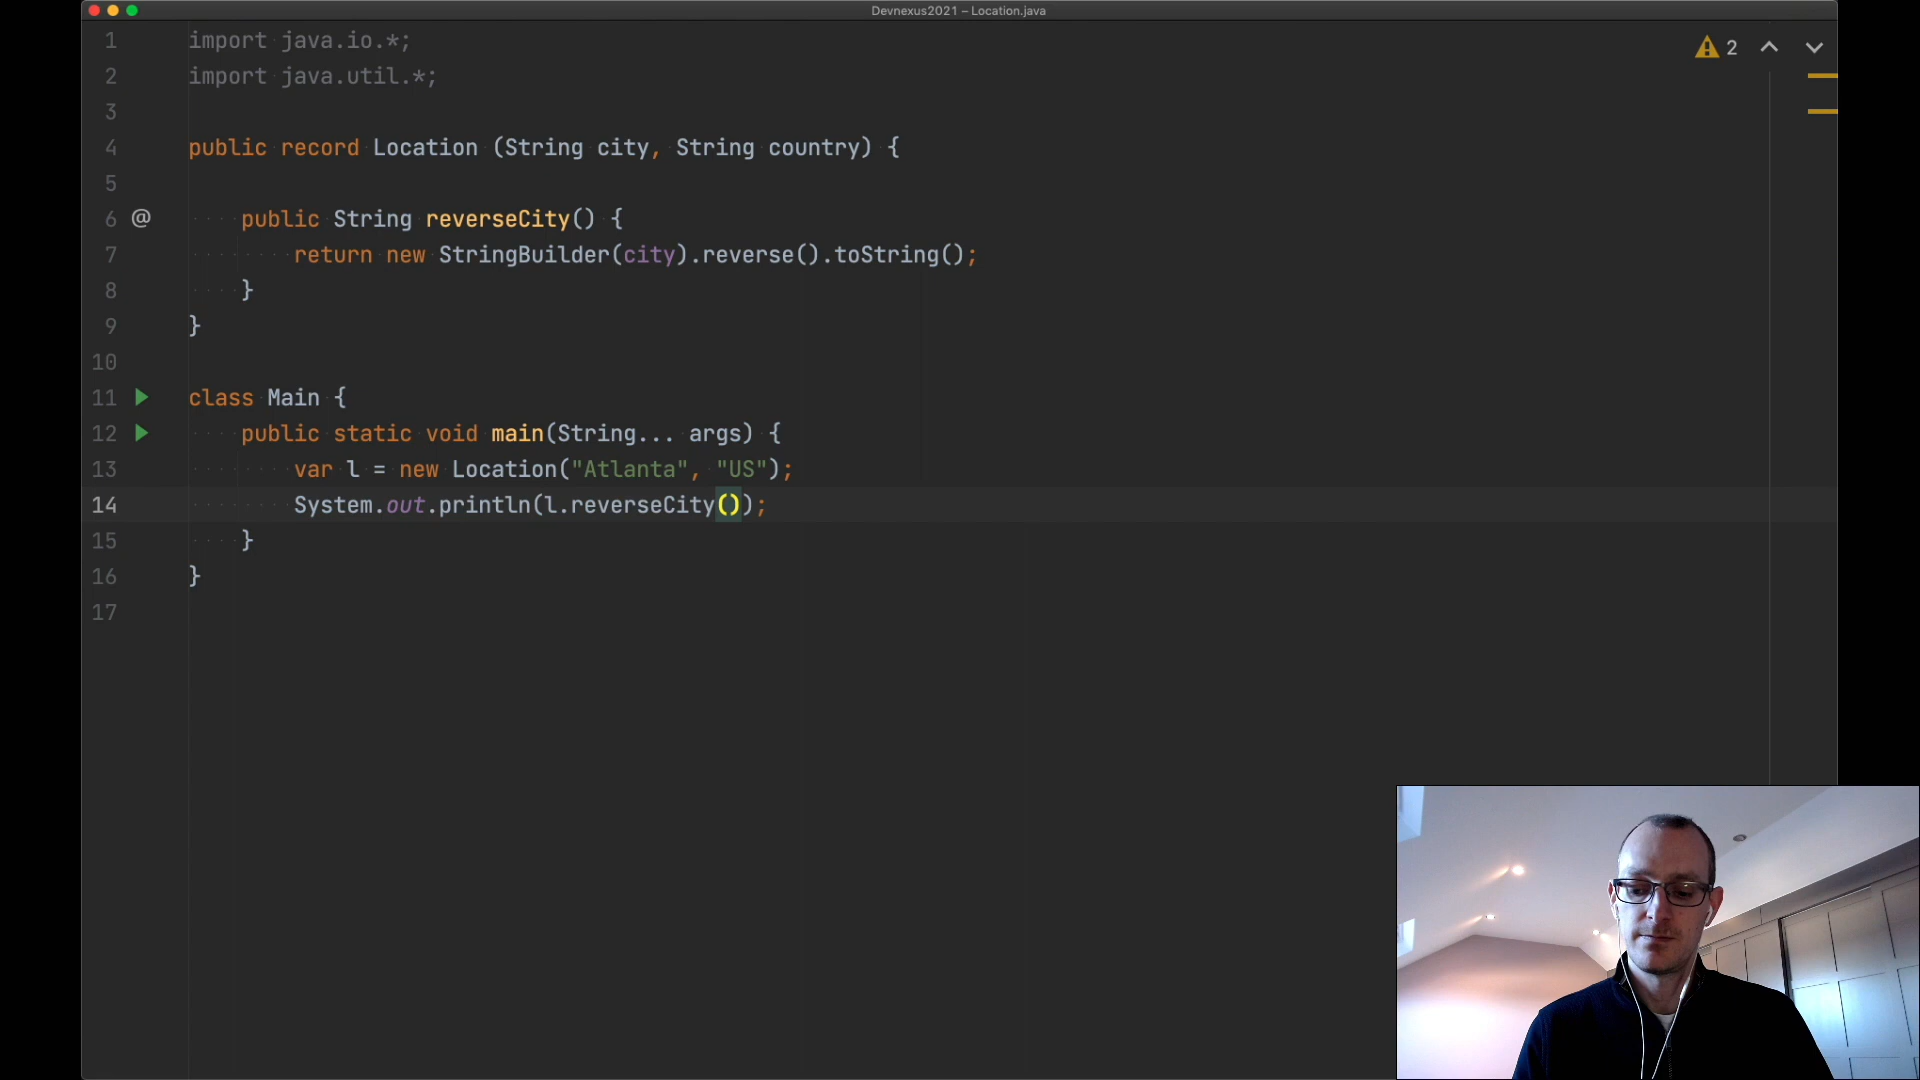 Devnexus2021 – Location.java
2
1 import java.io.*;
2 import java.util.*;
3
4 public record Location (String city, String country) {
5
6 @ public String reverseCity() {
7 return new StringBuilder(city).reverse().toString();
8 }
9 }
10
11 class Main {
12 public static void main(String... args) {
13 var l = new Location("Atlanta", "US");
14 System.out.println(l.reverseCity());
15 }
16 }
17